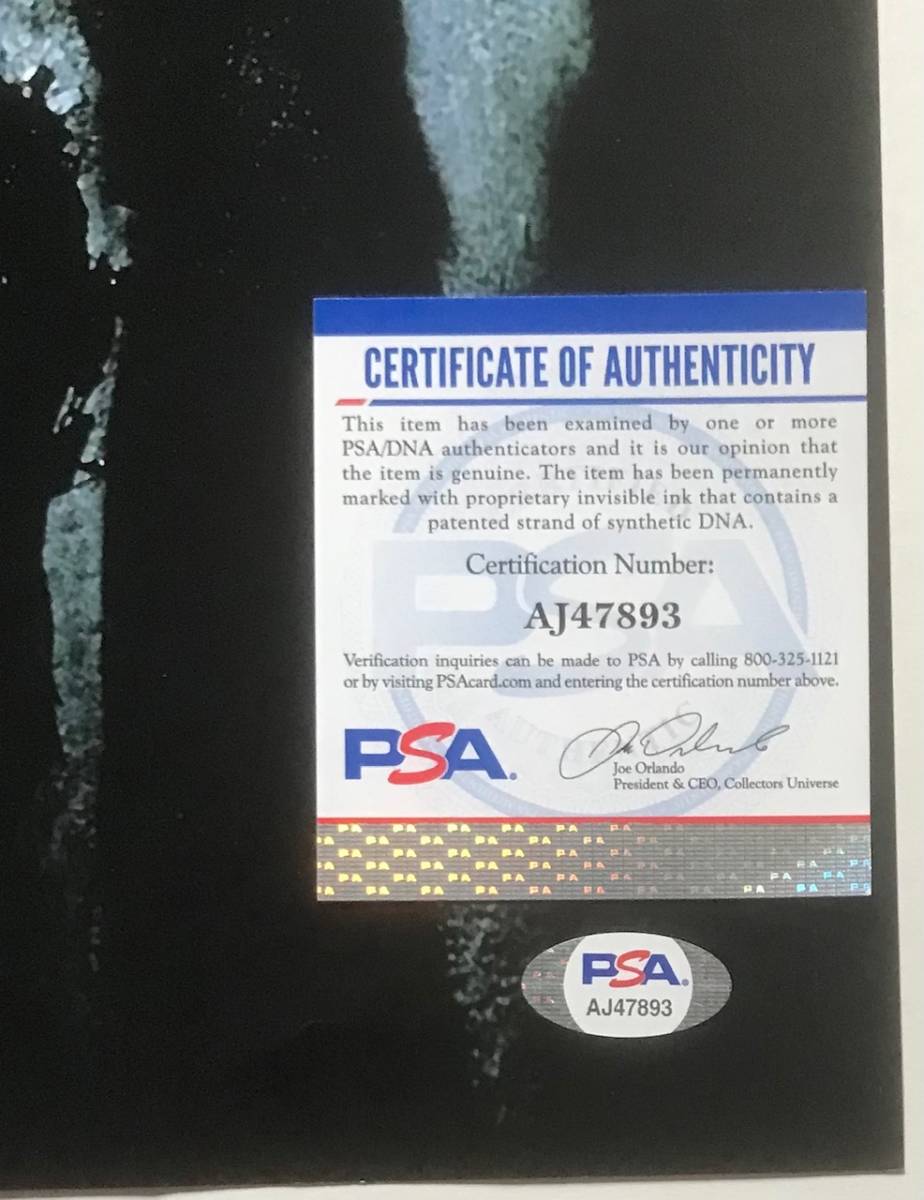 CERTIFICATE OF AUTHENTICITY
This item has been examined by one or more
PSA/DNA authenticators and it is our opinion that
the item is genuine. The item has been permanently
marked with proprietary invisible ink that contains a
patented strand of synthetic DNA.
Certification Number:
AJ47893
Verification inquiries can be made to PSA by calling 800-325-1121
or by visiting PSAcard.com and entering the certification number above.
PSA.
Joe Orlando
President & CEO, Collectors Universe
PSA.
AJ47893